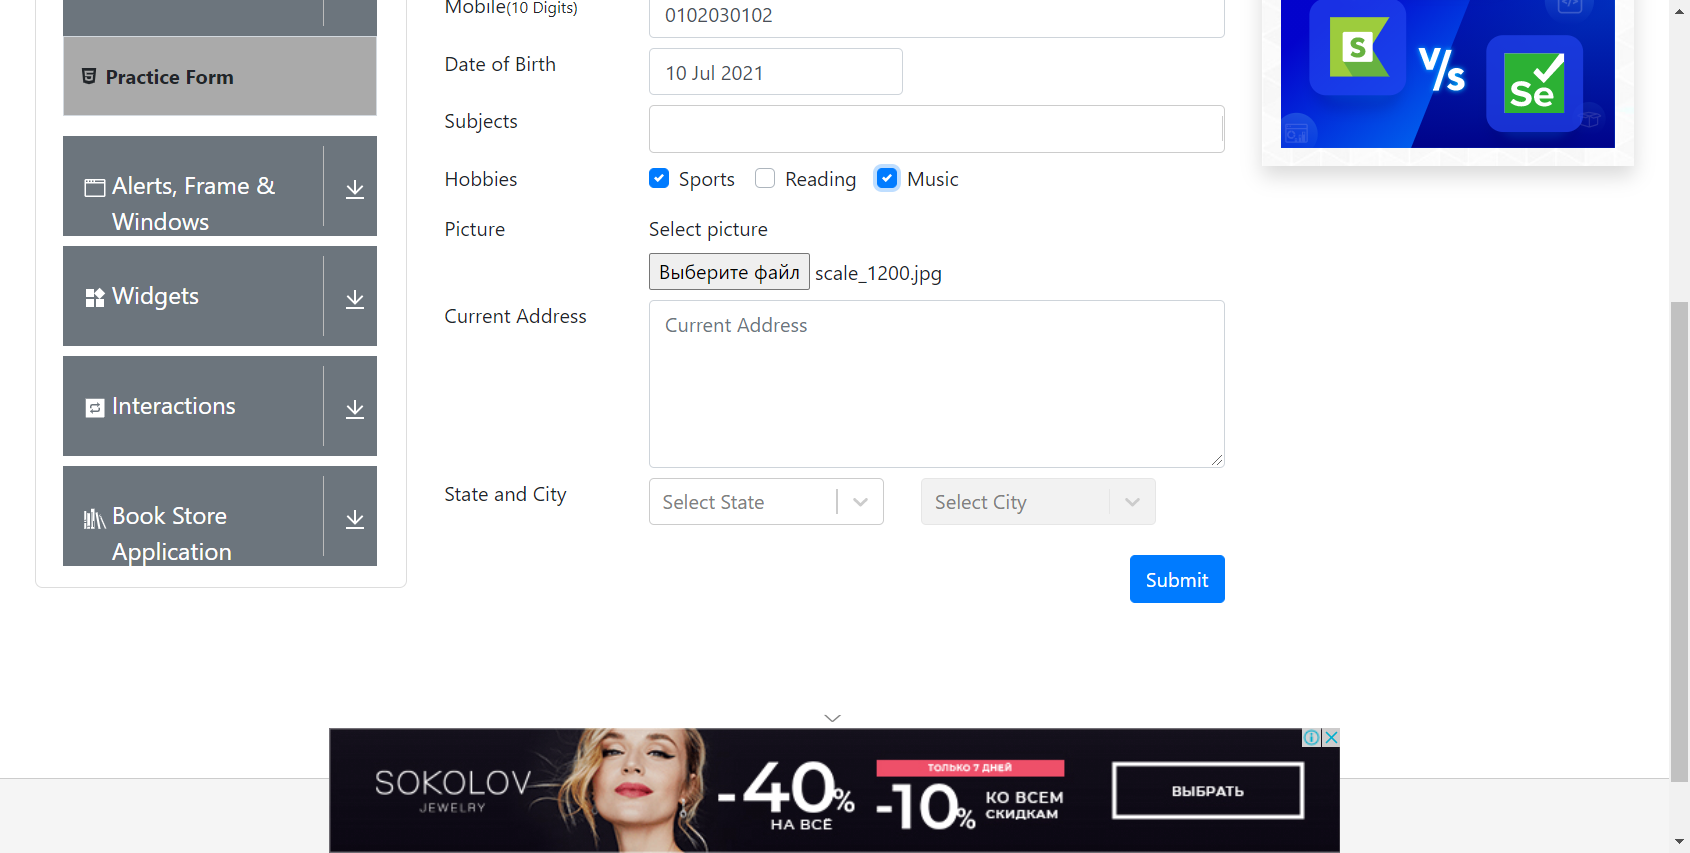 Practice Form
Alerts, Frame &
Windows
Widgets
Interactions
Book Store
Application
Mobile(10 Digits)
0102030102
Date of Birth
10 Jul 2021
Subjects
Hobbies
Sports
Reading
Music
Picture
Select picture
Выберите файл scale_1200.jpg
Current Address
Current Address
State and City
Select State
Select City
Submit
S
V/s
Se
SOKOLOV
JEWELRY
-40%
НА ВСЁ
ТОЛЬКО 7 ДНЕЙ
-10%
КО ВСЕМ
СКИДКАМ
ВЫБРАТЬ